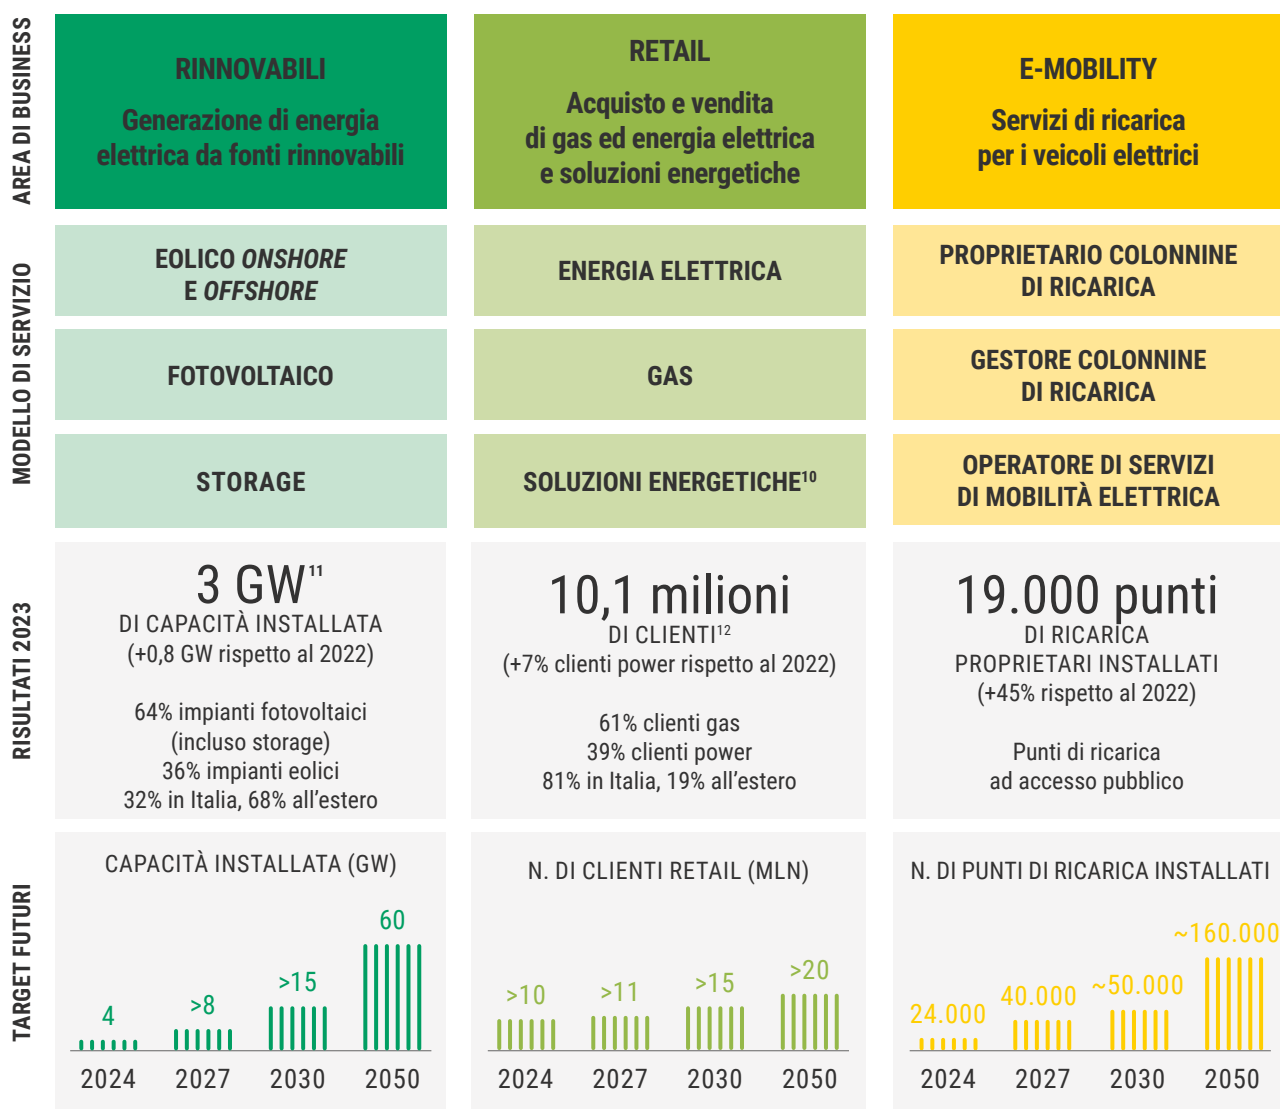 AREA DI BUSINESS
RINNOVABILI
Generazione di energia
elettrica da fonti rinnovabili
RETAIL
Acquisto e vendita
di gas ed energia elettrica
e soluzioni energetiche
E-MOBILITY
Servizi di ricarica
per i veicoli elettrici
MODELLO DI SERVIZIO
EOLICO ONSHORE
E OFFSHORE
ENERGIA ELETTRICA
PROPRIETARIO COLONNINE
DI RICARICA
FOTOVOLTAICO
GAS
GESTORE COLONNINE
DI RICARICA
STORAGE
SOLUZIONI ENERGETICHE¹⁰
OPERATORE DI SERVIZI
DI MOBILITÀ ELETTRICA
RISULTATI 2023
3 GW¹¹
DI CAPACITÀ INSTALLATA
(+0,8 GW rispetto al 2022)
64% impianti fotovoltaici
(incluso storage)
36% impianti eolici
32% in Italia, 68% all'estero
10,1 milioni
DI CLIENTI¹²
(+7% clienti power rispetto al 2022)
61% clienti gas
39% clienti power
81% in Italia, 19% all'estero
19.000 punti
DI RICARICA
PROPRIETARI INSTALLATI
(+45% rispetto al 2022)
Punti di ricarica
ad accesso pubblico
TARGET FUTURI
CAPACITÀ INSTALLATA (GW)
4
>8
>15
60
2024 2027 2030 2050
N. DI CLIENTI RETAIL (MLN)
>10
>11
>15
>20
2024 2027 2030 2050
N. DI PUNTI DI RICARICA INSTALLATI
24.000
40.000
~50.000
~160.000
2024 2027 2030 2050